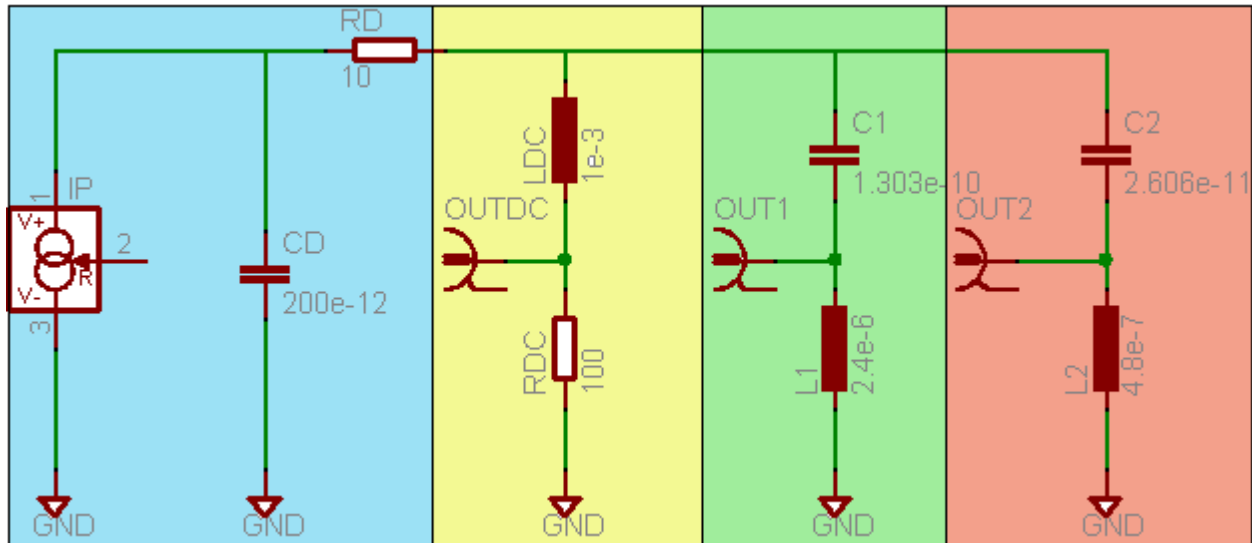 RD
10
IP
1
V+
2
R
V-
3
CD
200e-12
GND
GND
LDC
1e-3
OUTDC
RDC
100
GND
C1
1.303e-10
OUT1
L1
2.4e-6
GND
C2
2.606e-11
OUT2
L2
4.8e-7
GND